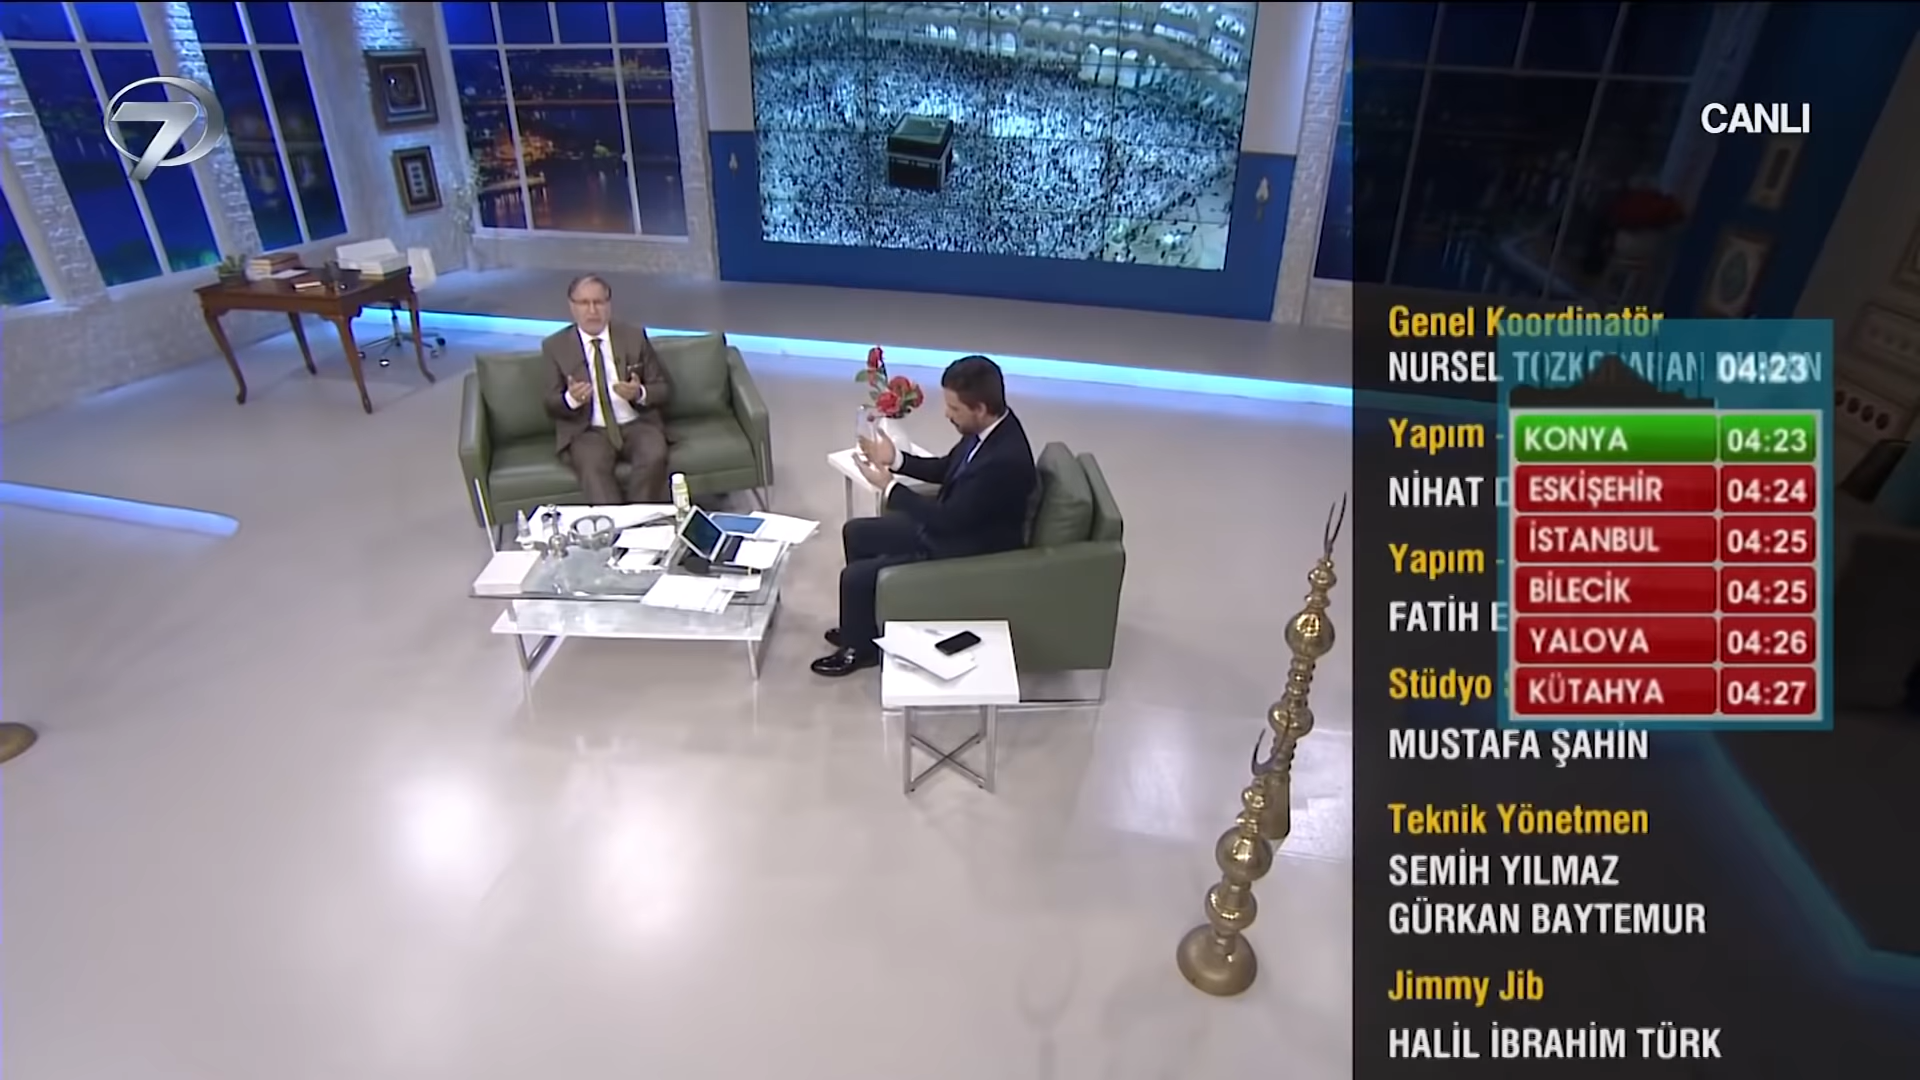 7
CANLI
Genel Koordinatör
NURSEL
04:23
KONYA 04:23
Yapım -
ESKİŞEHİR 04:24
NİHAT
İSTANBUL 04:25
Yapım -
BİLECİK 04:25
FATİH E
YALOVA 04:26
Stüdyo
KÜTAHYA 04:27
MUSTAFA ŞAHİN
Teknik Yönetmen
SEMİH YILMAZ
GÜRKAN BAYTEMUR
Jimmy Jib
HALİL İBRAHİM TÜRK